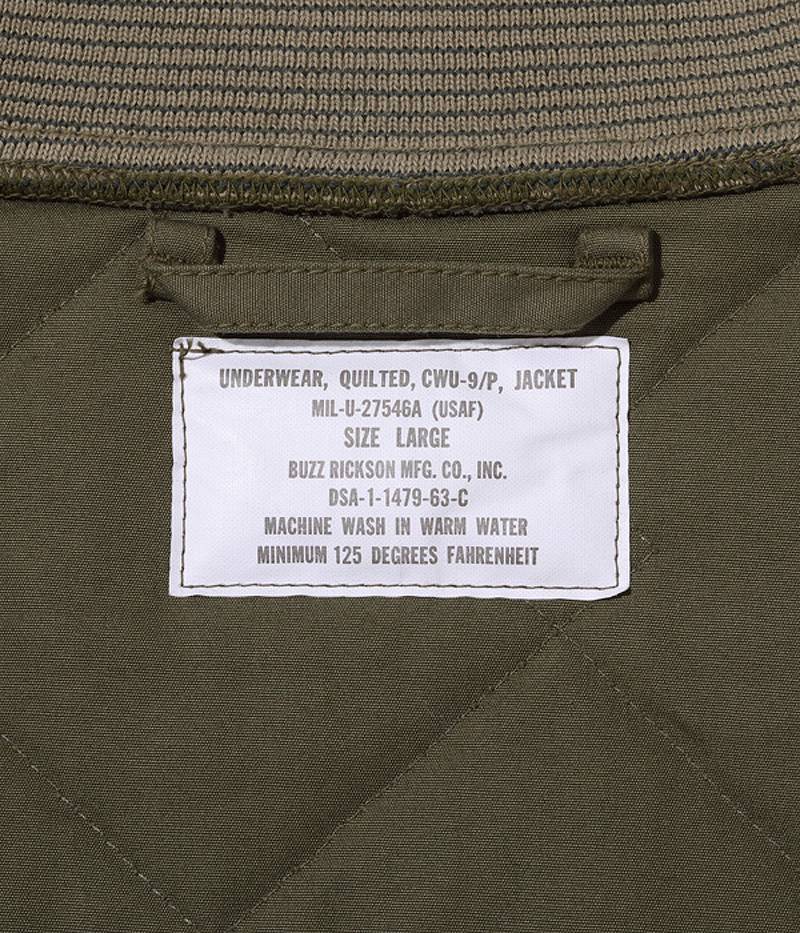 UNDERWEAR, QUILTED, CWU-9/P, JACKET
MIL-U-27546A (USAF)
SIZE LARGE
BUZZ RICKSON MFG. CO., INC.
DSA-1-1479-63-C
MACHINE WASH IN WARM WATER
MINIMUM 125 DEGREES FAHRENHEIT